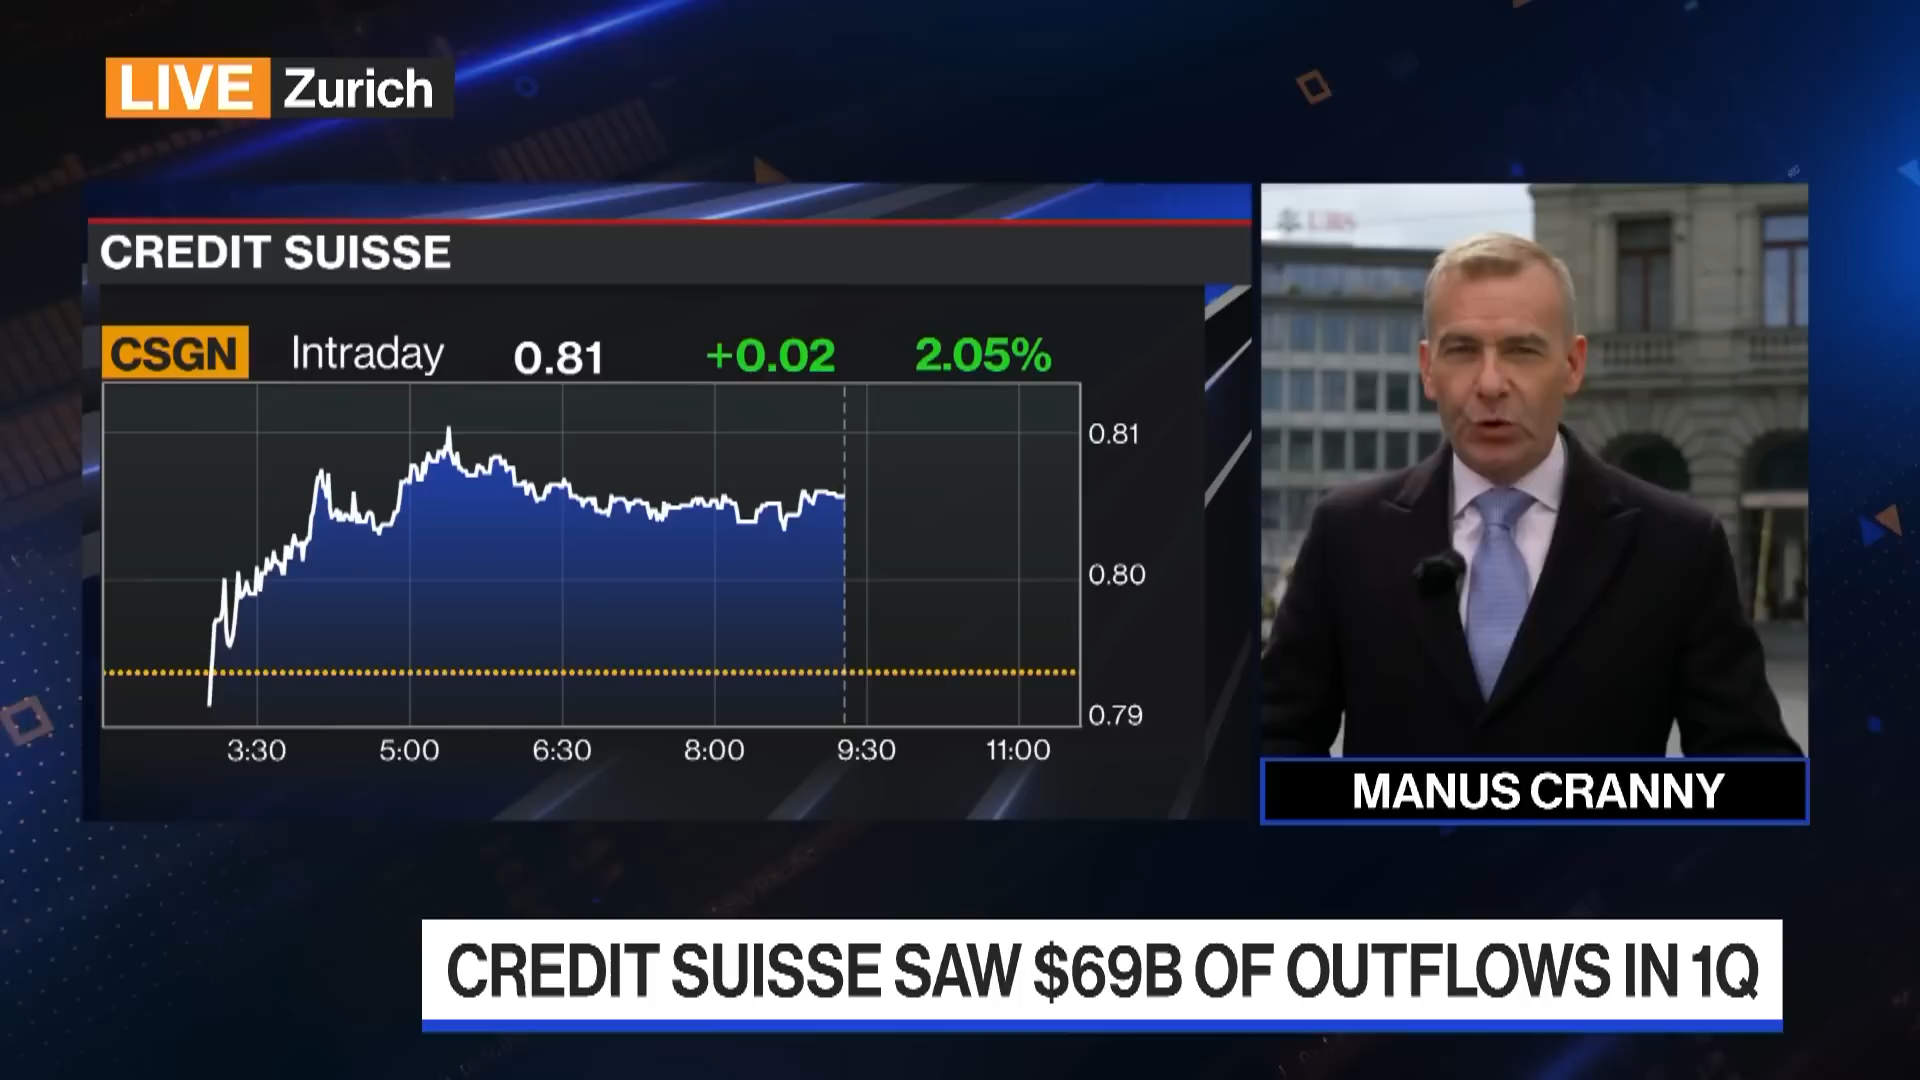 LIVE Zurich
UBS
CREDIT SUISSE
CSGN Intraday 0.81 +0.02 2.05%
0.81
0.80
0.79
3:30 5:00 6:30 8:00 9:30 11:00
MANUS CRANNY
CREDIT SUISSE SAW $69B OF OUTFLOWS IN 1Q